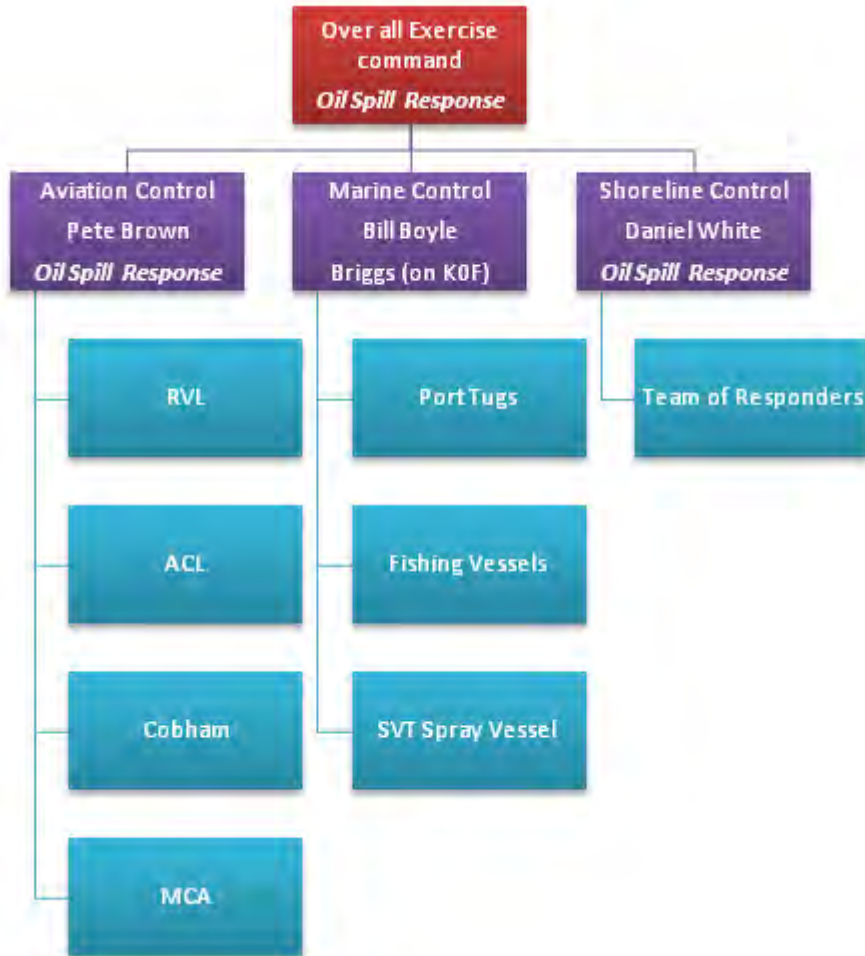 Over all Exercise
command
Oil Spill Response
Aviation Control
Pete Brown
Oil Spill Response
Marine Control
Bill Boyle
Briggs (on K0F)
Shoreline Control
Daniel White
Oil Spill Response
RVL
ACL
Cobham
MCA
Port Tugs
Fishing Vessels
SVT Spray Vessel
Team of Responders